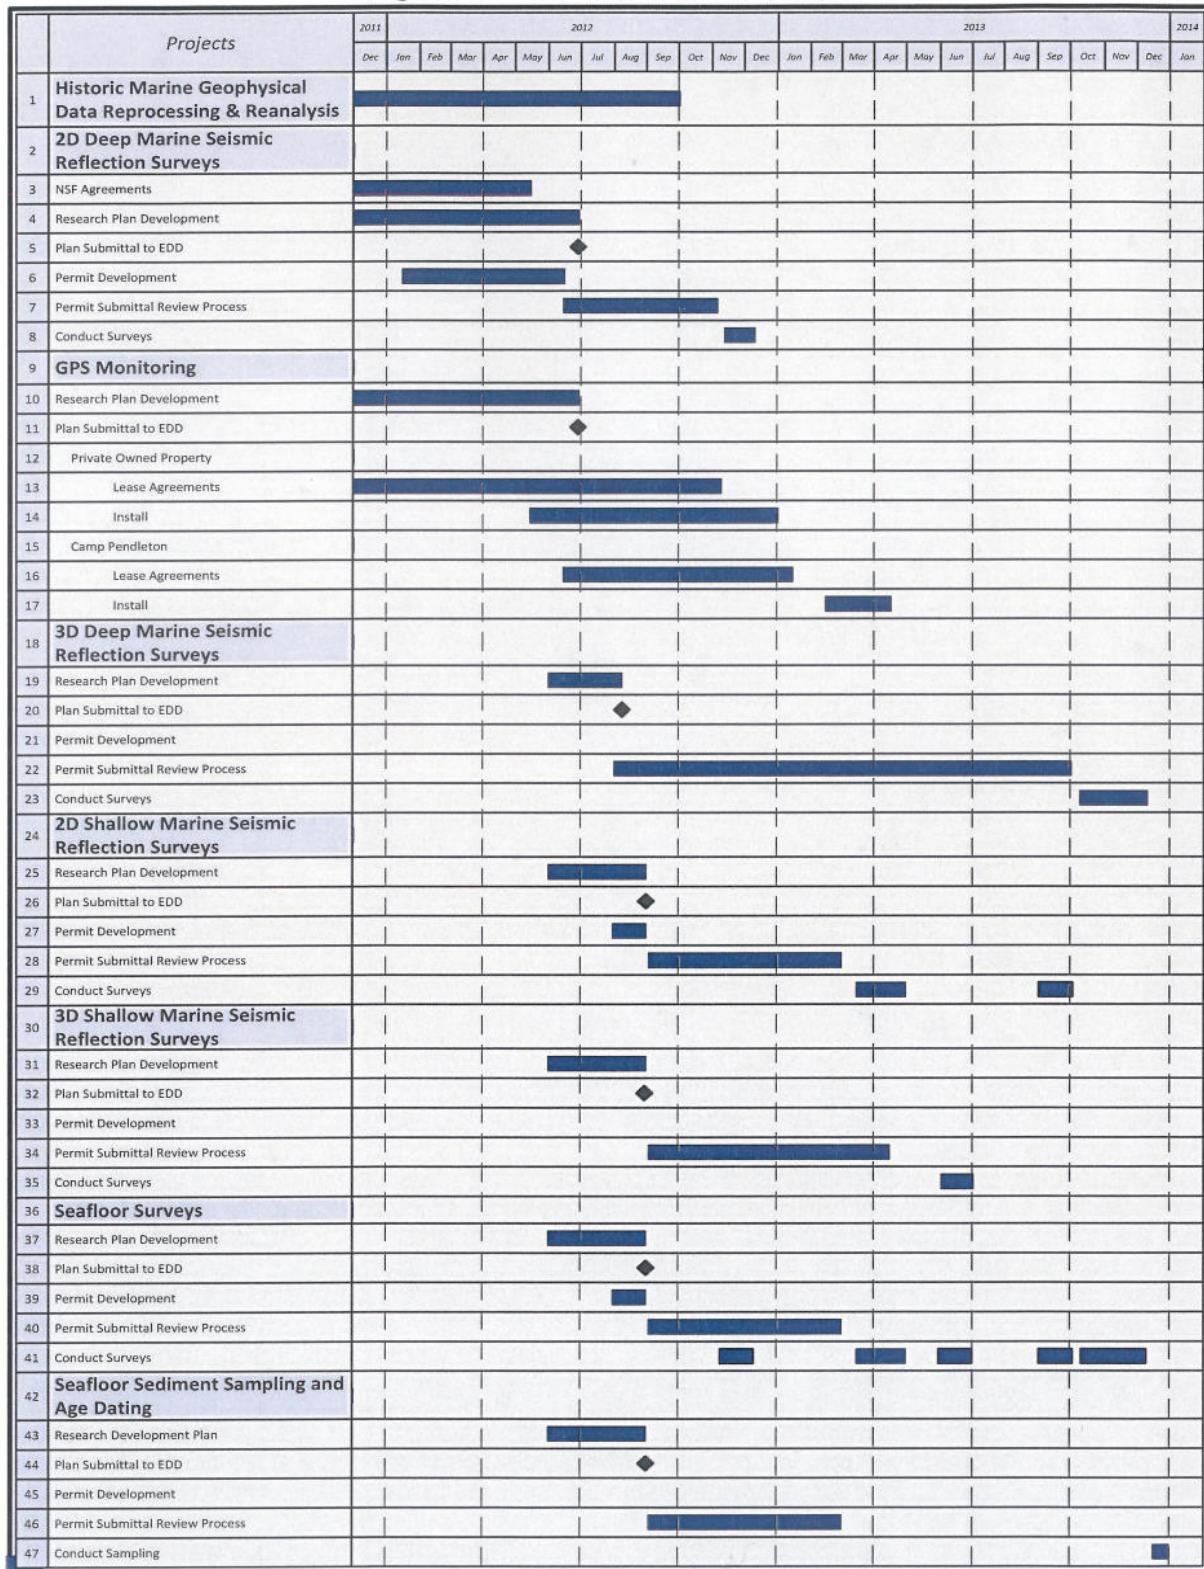 2011 2012 2013 2014
Projects
Dec Jan Feb Mar Apr May Jun Jul Aug Sep Oct Nov Dec Jan Feb Mar Apr May Jun Jul Aug Sep Oct Nov Dec Jan
1 Historic Marine Geophysical
Data Reprocessing & Reanalysis
2 2D Deep Marine Seismic
Reflection Surveys
3 NSF Agreements
4 Research Plan Development
5 Plan Submittal to EDD
6 Permit Development
7 Permit Submittal Review Process
8 Conduct Surveys
9 GPS Monitoring
10 Research Plan Development
11 Plan Submittal to EDD
12 Private Owned Property
13 Lease Agreements
14 Install
15 Camp Pendleton
16 Lease Agreements
17 Install
18 3D Deep Marine Seismic
Reflection Surveys
19 Research Plan Development
20 Plan Submittal to EDD
21 Permit Development
22 Permit Submittal Review Process
23 Conduct Surveys
24 2D Shallow Marine Seismic
Reflection Surveys
25 Research Plan Development
26 Plan Submittal to EDD
27 Permit Development
28 Permit Submittal Review Process
29 Conduct Surveys
30 3D Shallow Marine Seismic
Reflection Surveys
31 Research Plan Development
32 Plan Submittal to EDD
33 Permit Development
34 Permit Submittal Review Process
35 Conduct Surveys
36 Seafloor Surveys
37 Research Plan Development
38 Plan Submittal to EDD
39 Permit Development
40 Permit Submittal Review Process
41 Conduct Surveys
42 Seafloor Sediment Sampling and
Age Dating
43 Research Development Plan
44 Plan Submittal to EDD
45 Permit Development
46 Permit Submittal Review Process
47 Conduct Sampling